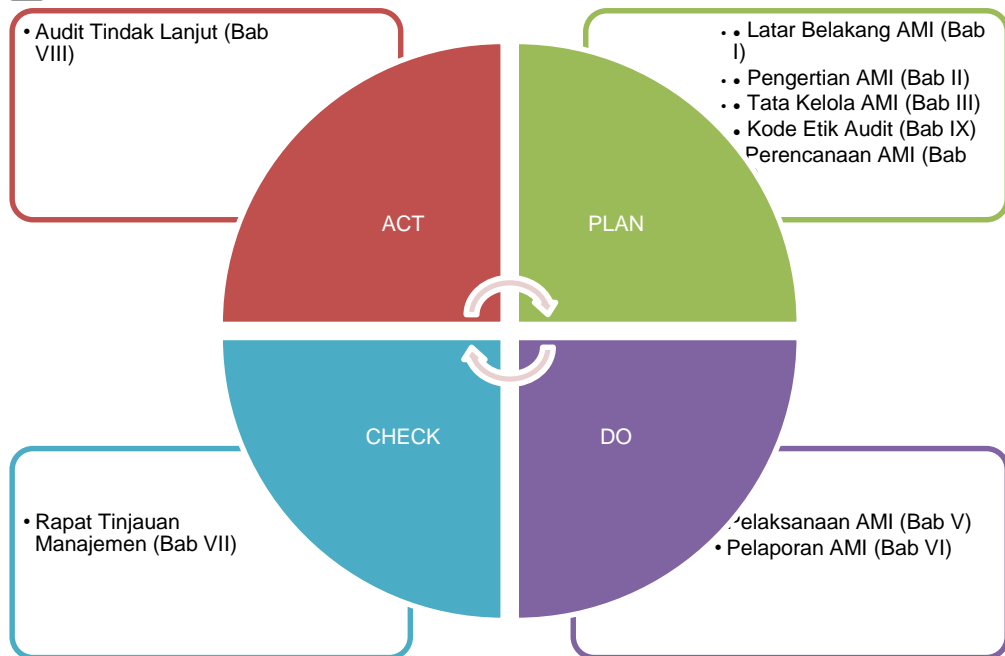 • Audit Tindak Lanjut (Bab
VIII)
• • Latar Belakang AMI (Bab
I)
• • Pengertian AMI (Bab II)
• • Tata Kelola AMI (Bab III)
• Kode Etik Audit (Bab IX)
Perencanaan AMI (Bab
ACT
PLAN
CHECK
DO
• Rapat Tinjauan
Manajemen (Bab VII)
Pelaksanaan AMI (Bab V)
• Pelaporan AMI (Bab VI)